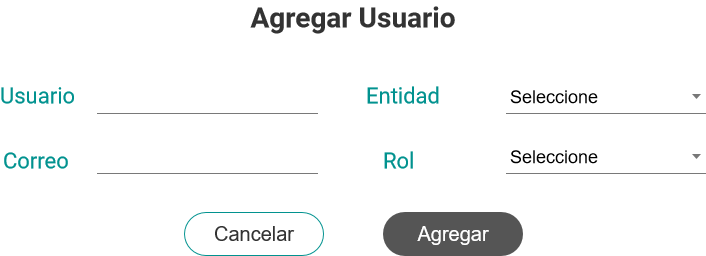 Agregar Usuario
Usuario Entidad Seleccione
Correo Rol Seleccione
Cancelar Agregar